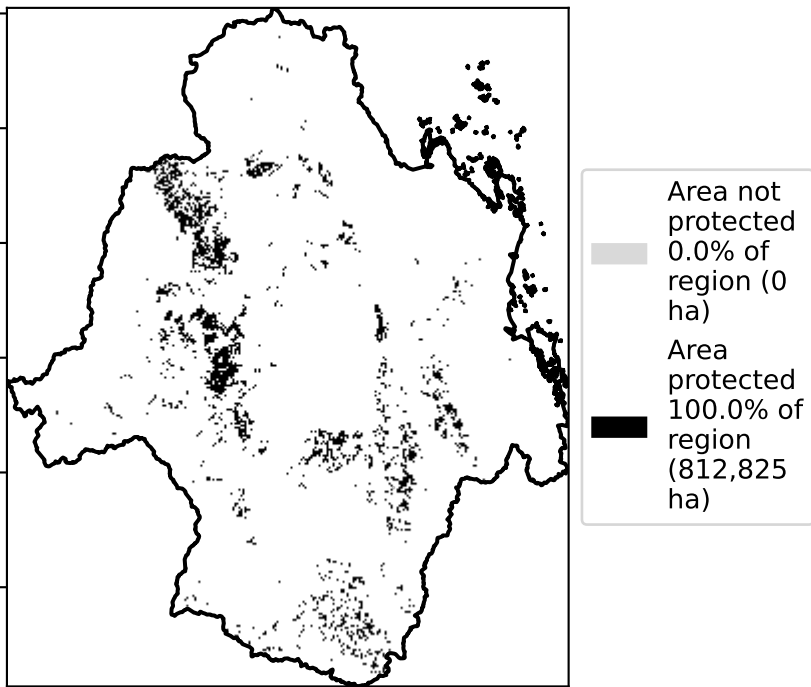 Area not
protected
0.0% of
region (0
ha)
Area
protected
100.0% of
region
(812,825
ha)